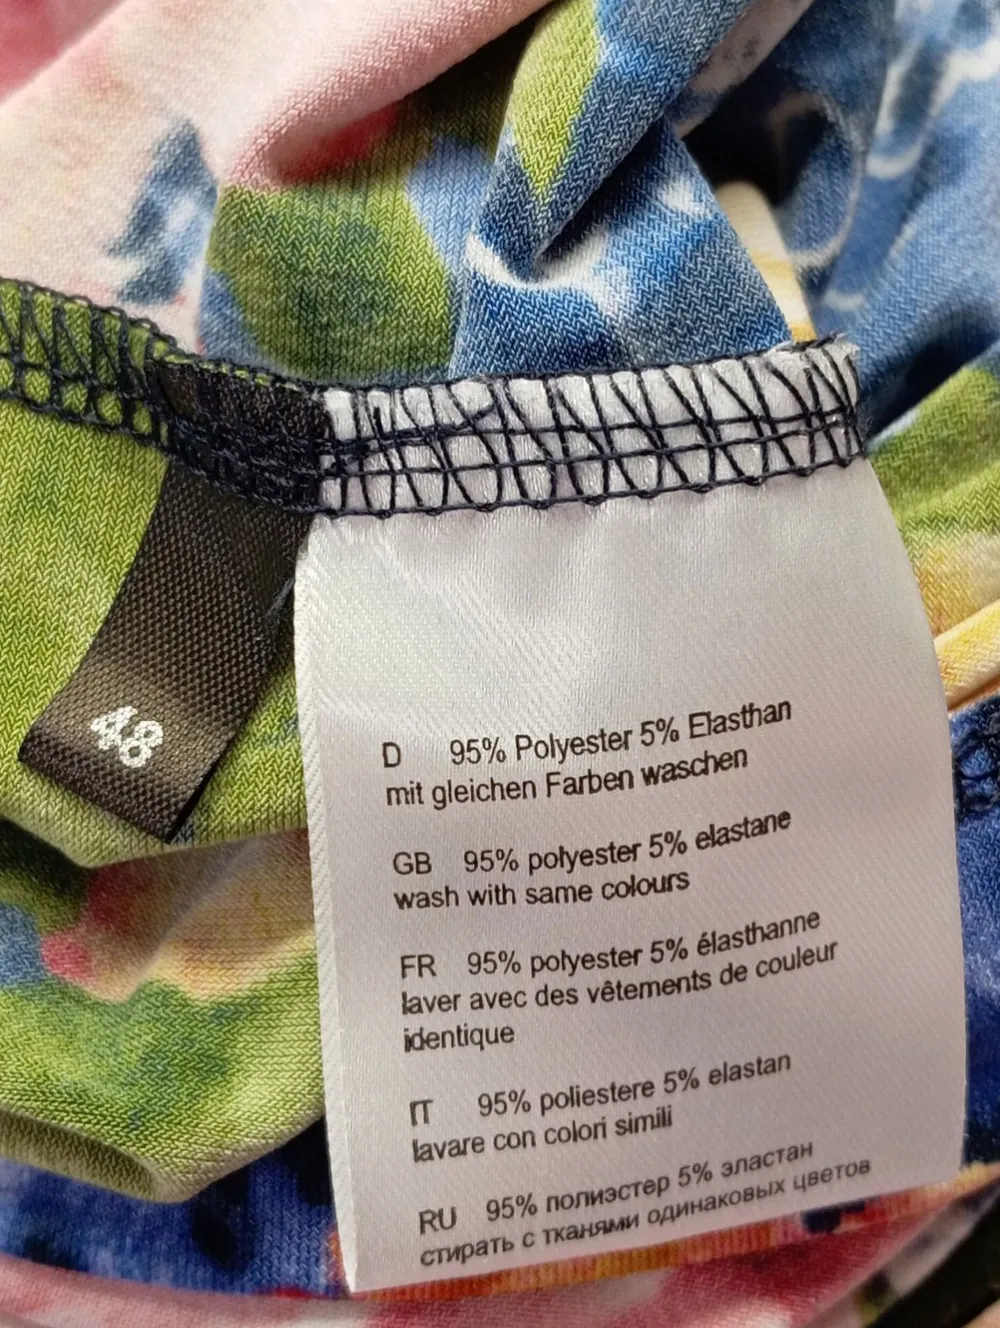 48
D 95% Polyester 5% Elasthan
mit gleichen Farben waschen
GB 95% polyester 5% elastane
wash with same colours
FR 95% polyester 5% élasthanne
laver avec des vêtements de couleur
identique
IT 95% poliestere 5% elastan
lavare con colori simili
RU 95% полиэстер 5% эластан
стирать с тканями одинаковых цветов